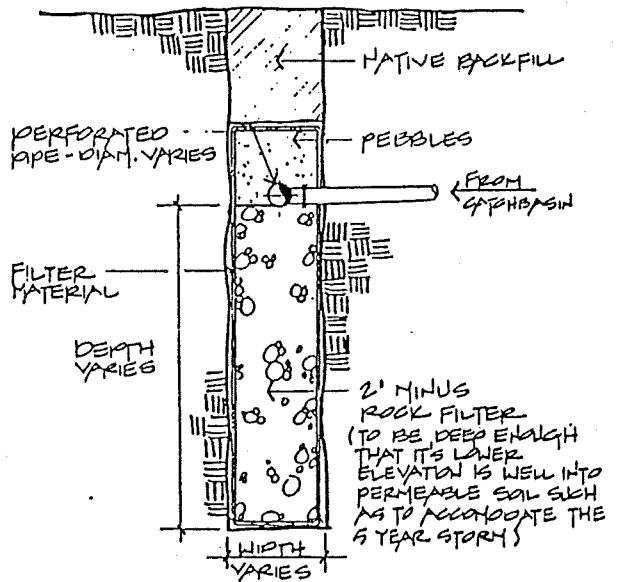 NATIVE BACKFILL
PERFORATED
PIPE-DIAM. VARIES
PEBBLES
FROM
CATCHBASIN
FILTER
MATERIAL
DEPTH
VARIES
2' MINUS
ROCK FILTER
(TO BE DEEP ENOUGH
THAT IT'S LOWER
ELEVATION IS WELL INTO
PERMEABLE SOIL SUCH
AS TO ACCOMODATE THE
5 YEAR STORM)
WIDTH
VARIES